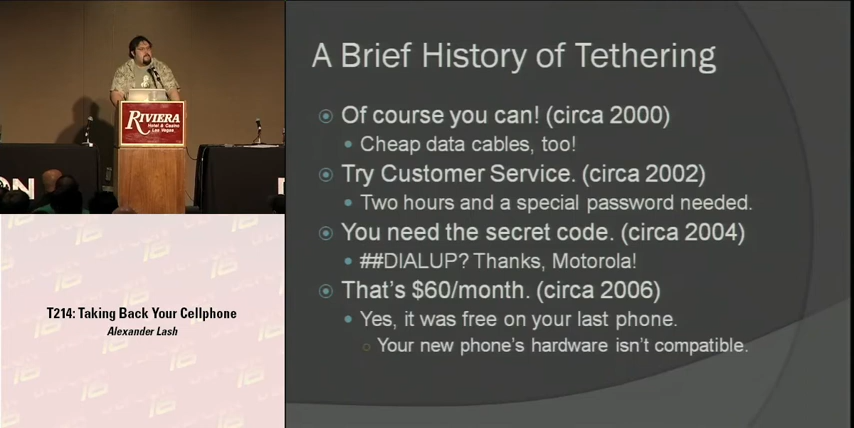 RIVIERA
Hotel & Casino
Las Vegas
T214: Taking Back Your Cellphone
Alexander Lash
A Brief History of Tethering
Of course you can! (circa 2000)
Cheap data cables, too!
Try Customer Service. (circa 2002)
Two hours and a special password needed.
You need the secret code. (circa 2004)
##DIALUP? Thanks, Motorola!
That's $60/month. (circa 2006)
Yes, it was free on your last phone.
Your new phone's hardware isn't compatible.